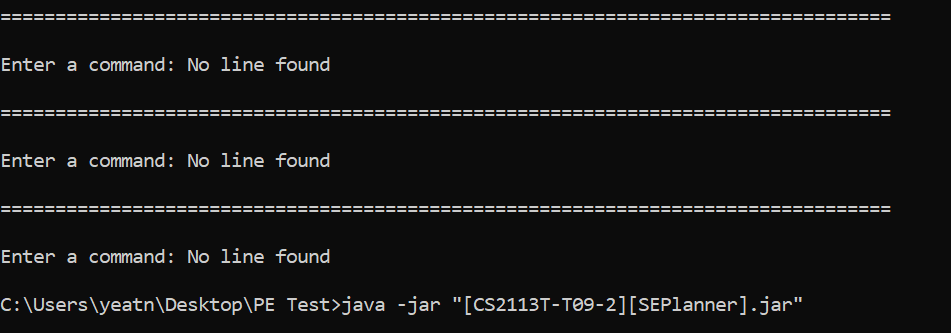 =================================================================================
Enter a command: No line found
=================================================================================
Enter a command: No line found
=================================================================================
Enter a command: No line found
C:\Users\yeatn\Desktop\PE Test>java -jar "[CS2113T-T09-2][SEPlanner].jar"